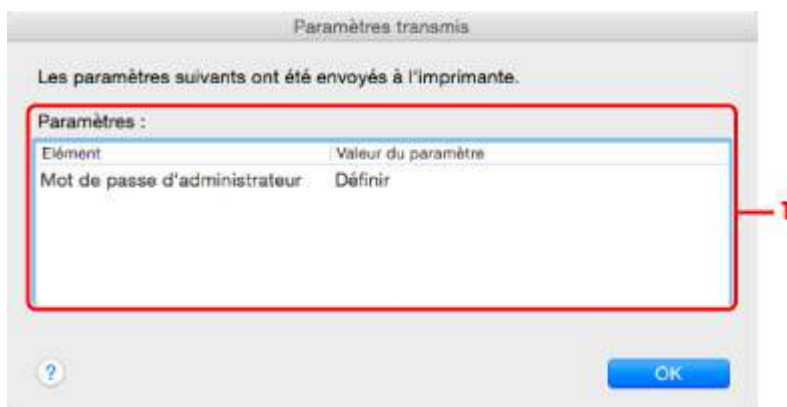 Paramètres transmis
Les paramètres suivants ont été envoyés à l'imprimante.
Paramètres :
Elément Valeur du paramètre
Mot de passe d'administrateur Définir
1
? OK